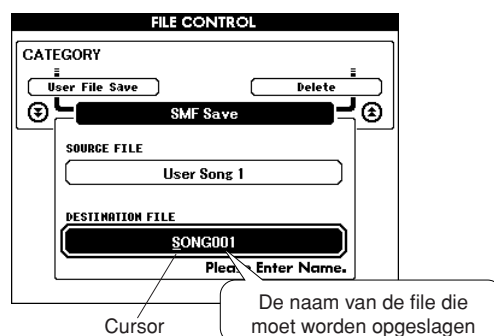 FILE CONTROL
CATEGORY
User File Save
Delete
SMF Save
SOURCE FILE
User Song 1
DESTINATION FILE
SONG001
Please Enter Name.
Cursor
De naam van de file die
moet worden opgeslagen